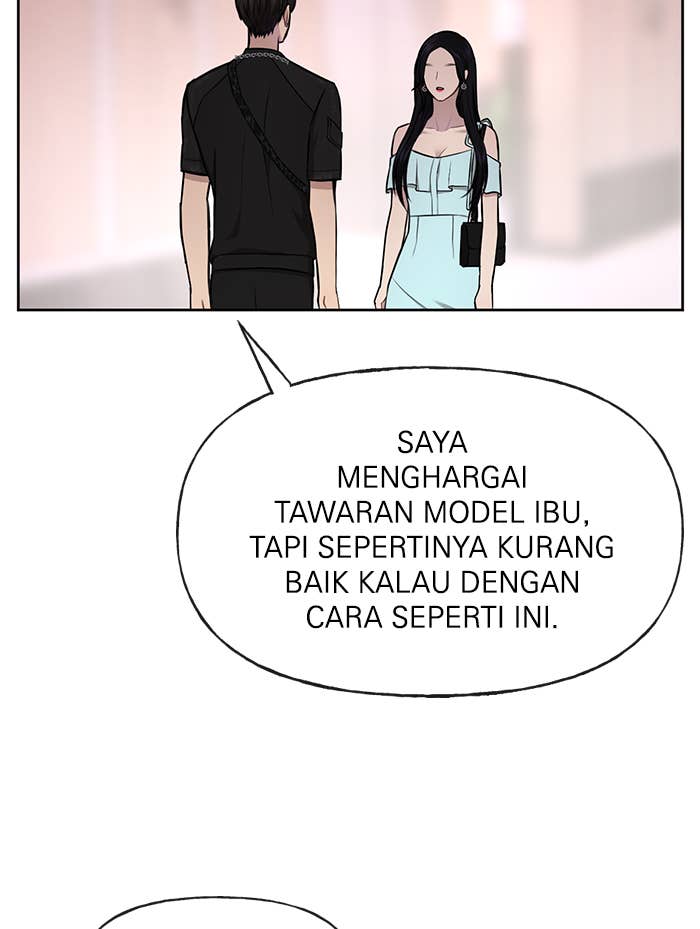 SAYA
MENGHARGAI
TAWARAN MODEL IBU,
TAPI SEPERTINYA KURANG
BAIK KALAU DENGAN
CARA SEPERTI INI.